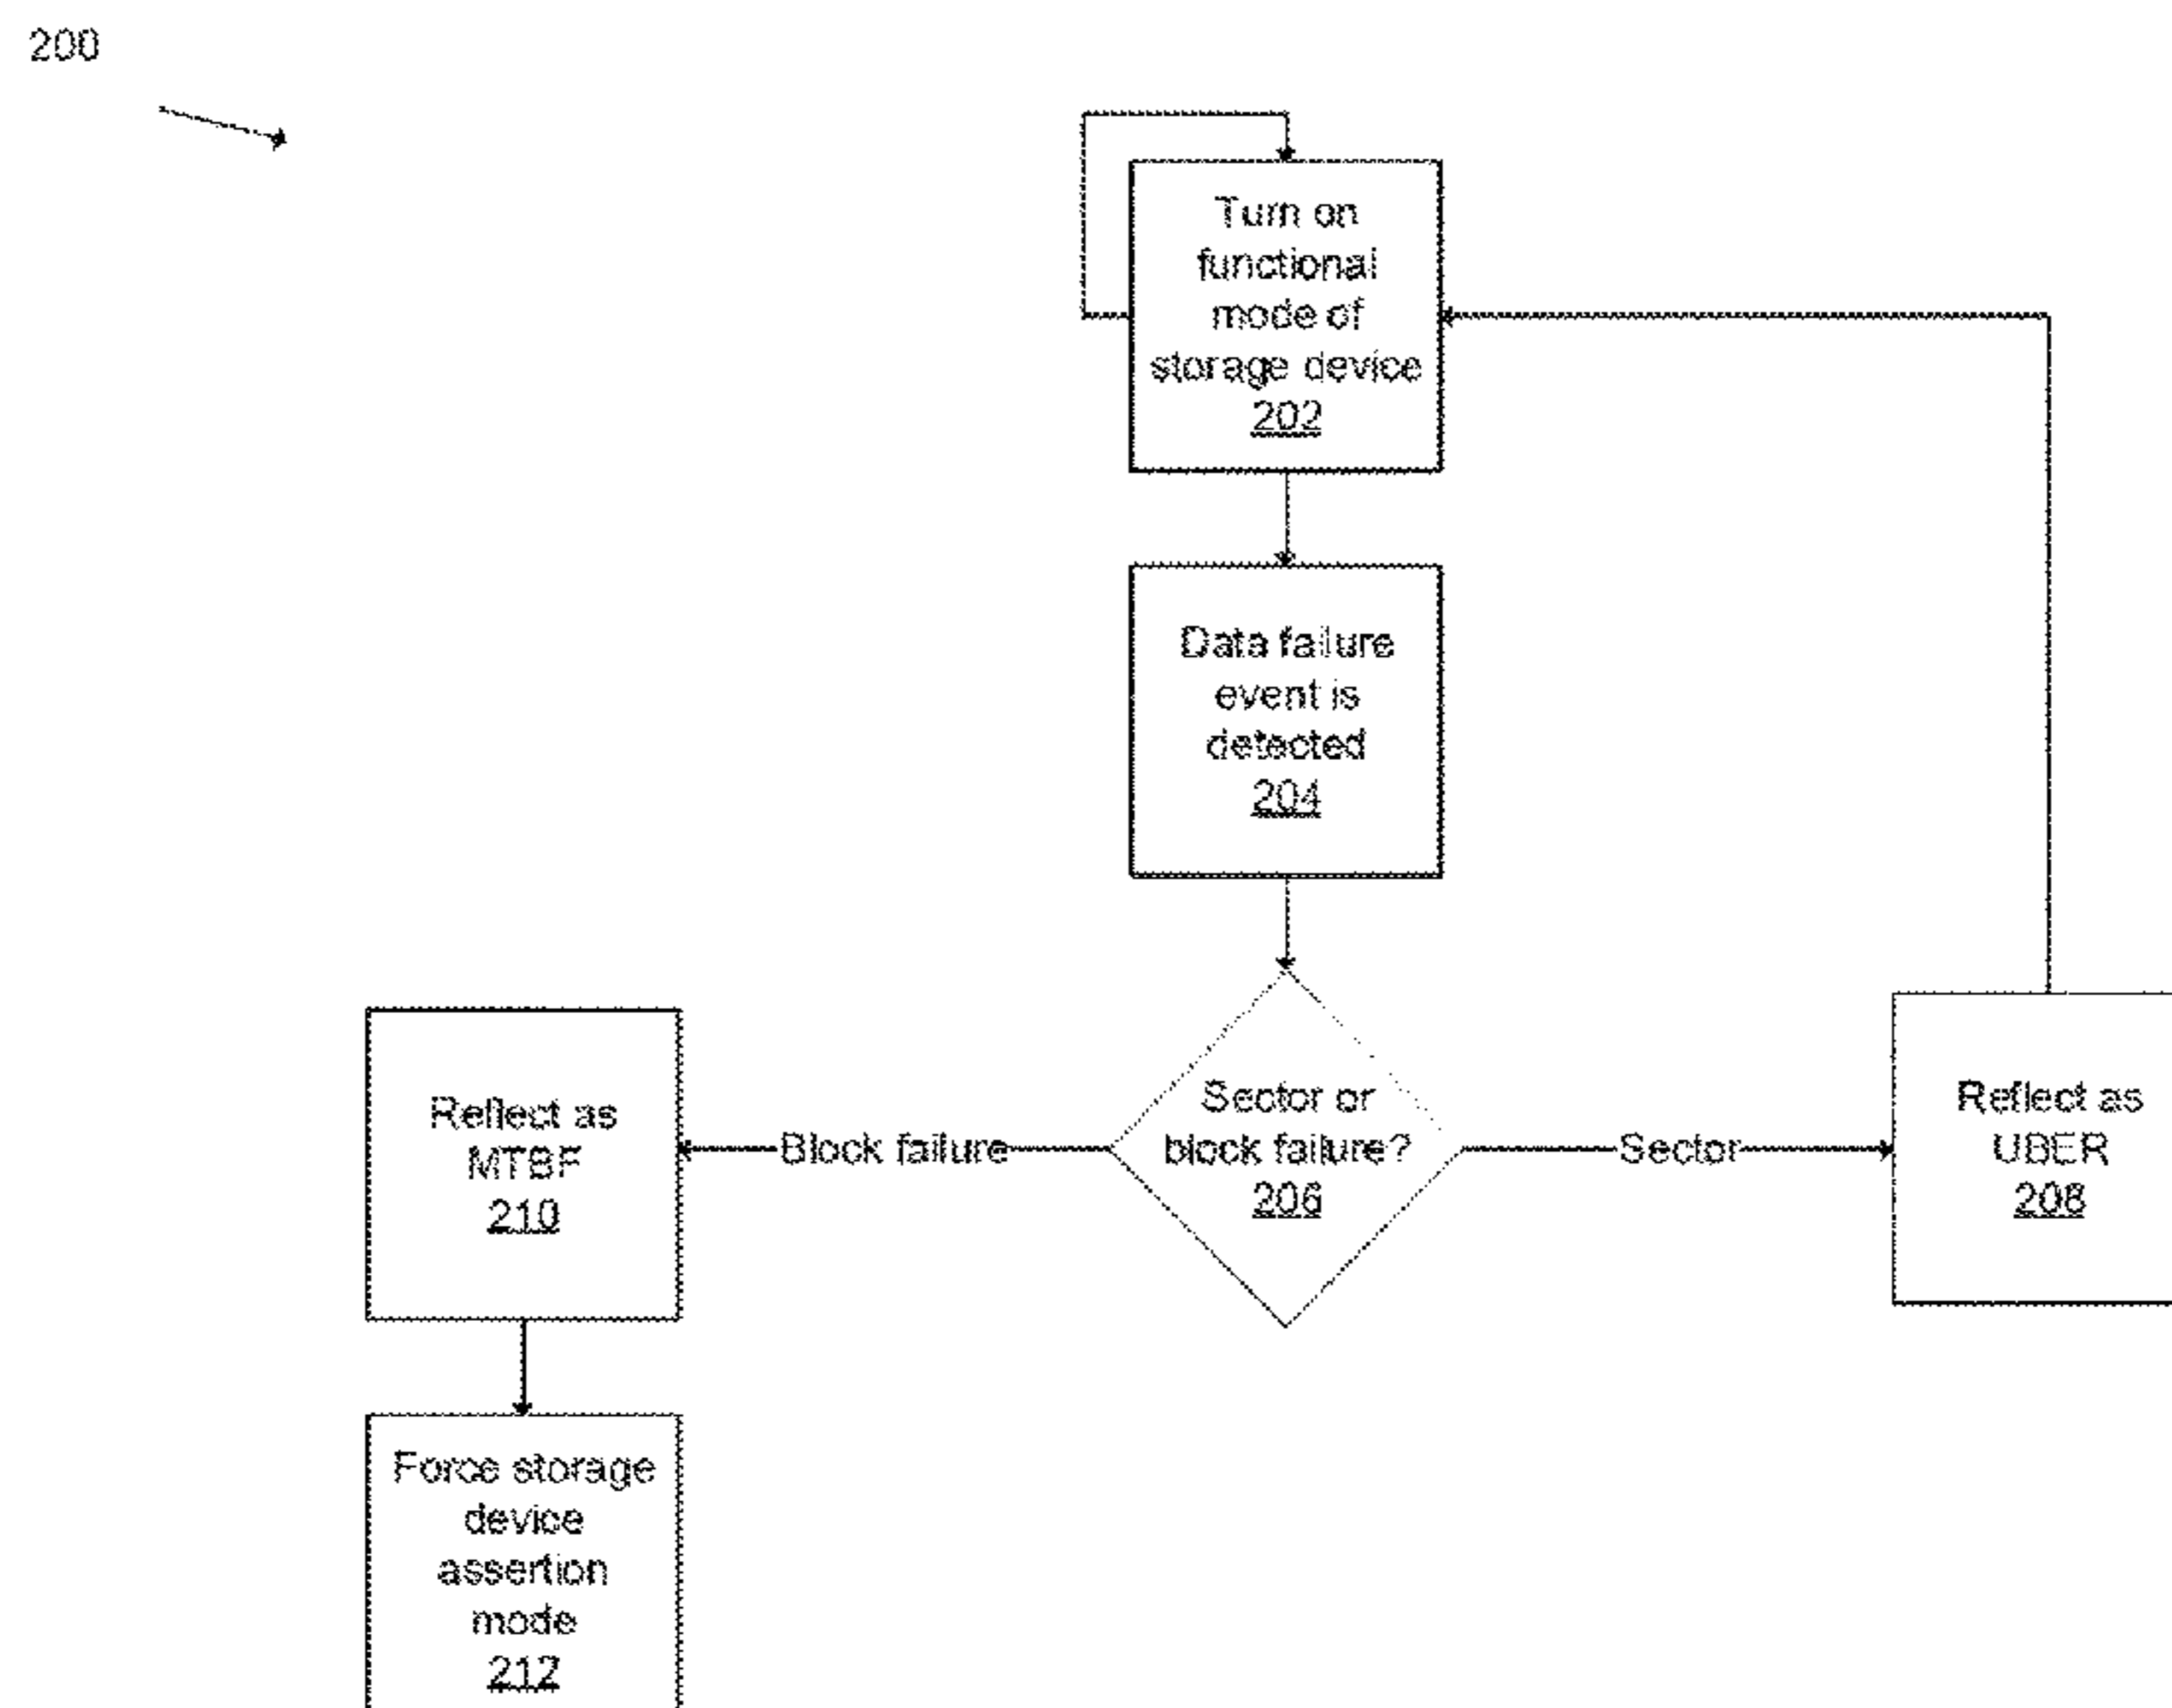 200
Turn on
functional
mode of
storage device
202
Data failure
event is
detected
204
Sector or
block failure?
206
Block failure
Sector
Reflect as
MTBF
210
Reflect as
UBER
208
Force storage
device
assertion
mode
212